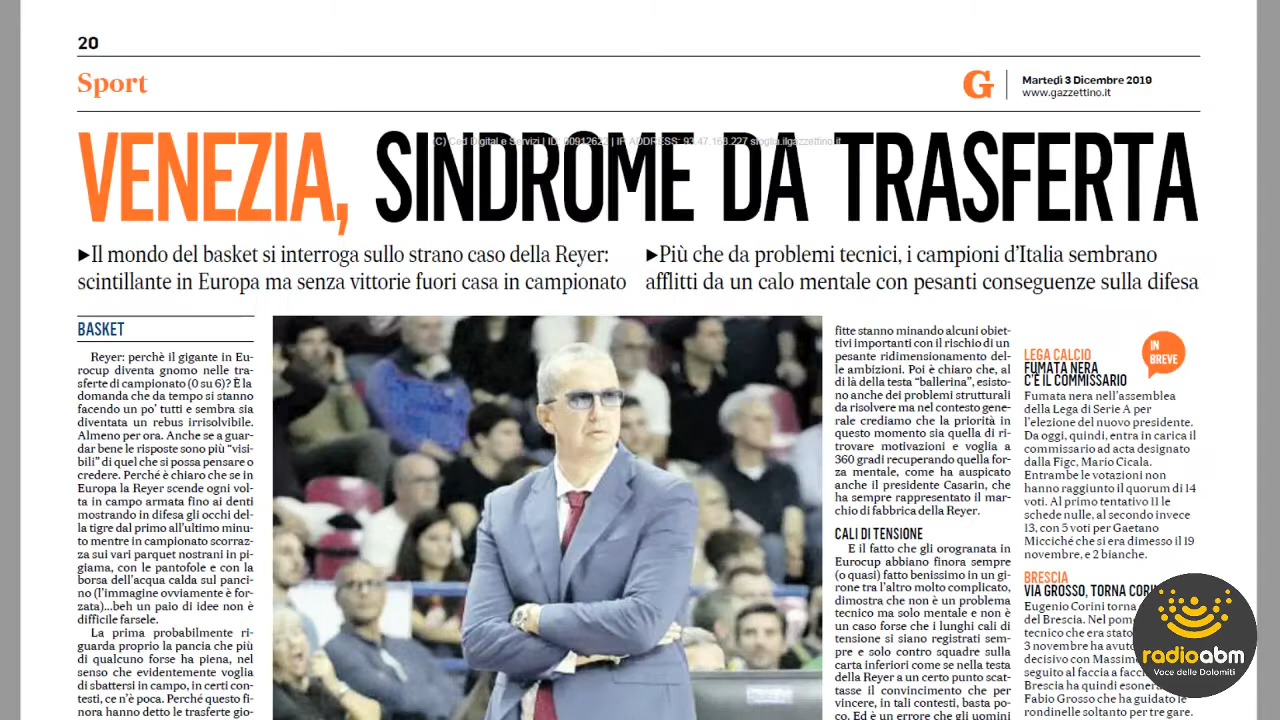 20
Sport
G
Martedì 3 Dicembre 2019
www.gazzettino.it
VENEZIA, SINDROME DA TRASFERTA
►Il mondo del basket si interroga sullo strano caso della Reyer:
scintillante in Europa ma senza vittorie fuori casa in campionato
►Più che da problemi tecnici, i campioni d'Italia sembrano
afflitti da un calo mentale con pesanti conseguenze sulla difesa
BASKET
Reyer: perchè il gigante in Eu-
rocup diventa gnomo nelle tra-
sferte di campionato (0 su 6)? È la
domanda che da tempo si stanno
facendo un po' tutti e sembra sia
diventata un rebus irrisolvibile.
Almeno per ora. Anche se a guar-
dar bene le risposte sono più "visi-
bili" di quel che si possa pensare o
credere. Perché è chiaro che se in
Europa la Reyer scende ogni vol-
ta in campo armata fino ai denti
mostrando in difesa gli occhi del-
la tigre dal primo all'ultimo minu-
to mentre in campionato scorraz-
za sui vari parquet nostrani in pi-
giama, con le pantofole e con la
borsa dell'acqua calda sul panci-
no (l'immagine ovviamente è for-
zata)...beh un paio di idee non è
difficile farsele.
La prima probabilmente ri-
guarda proprio la pancia che più
di qualcuno forse ha piena, nel
senso che evidentemente voglia
di sbattersi in campo, in certi con-
testi, ce n'è poca. Perché questo fi-
nora hanno detto le trasferte gio-
fitte stanno minando alcuni obiet-
tivi importanti con il rischio di un
pesante ridimensionamento del-
le ambizioni. Poi è chiaro che, al
di là della testa "ballerina", esisto-
no anche dei problemi strutturali
da risolvere ma nel contesto gene-
rale crediamo che la priorità in
questo momento sia quella di ri-
trovare motivazioni e voglia a
360 gradi recuperando quella for-
za mentale, come ha auspicato
anche il presidente Casarin, che
ha sempre rappresentato il mar-
chio di fabbrica della Reyer.
CALI DI TENSIONE
E il fatto che gli orogranata in
Eurocup abbiano finora sempre
(o quasi) fatto benissimo in un gi-
rone tra l'altro molto complicato,
dimostra che non è un problema
tecnico ma solo mentale e non è
un caso forse che i lunghi cali di
tensione si siano registrati sem-
pre e solo contro squadre sulla
carta inferiori come se nella testa
della Reyer a un certo punto scat-
tasse il convincimento che per
vincere, in tali contesti, basta po-
co. Ed è un errore che gli uomini
IN
BREVE
LEGA CALCIO
FUMATA NERA
C'È IL COMMISSARIO
Fumata nera nell'assemblea
della Lega di Serie A per
l'elezione del nuovo presidente.
Da oggi, quindi, entra in carica il
commissario ad acta designato
dalla Figc, Mario Cicala.
Entrambe le votazioni non
hanno raggiunto il quorum di 14
voti. Al primo tentativo 11 le
schede nulle, al secondo invece
13, con 5 voti per Gaetano
Micciché che si era dimesso il 19
novembre, e 2 bianche.
BRESCIA
VIA GROSSO, TORNA
Eugenio Corini torna
del Brescia. Nel
tecnico che era stato
3 novembre ha
decisivo con
seguito al faccia a
Brescia ha quindi
Fabio Grosso che ha guidato le
rondinelle soltanto per tre gare.
radioabm
Voce delle Dolomiti